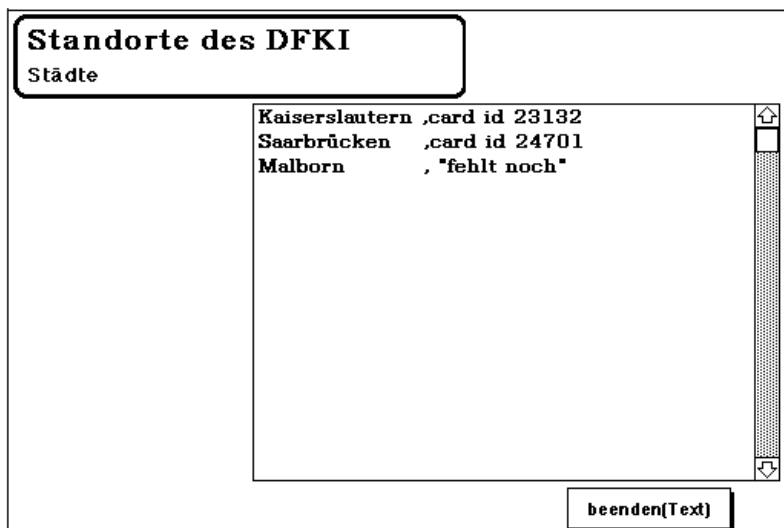 Standorte des DFKI
Städte
Kaiserslautern ,card id 23132
Saarbrücken ,card id 24701
Malborn , "fehlt noch"
beenden(Text)